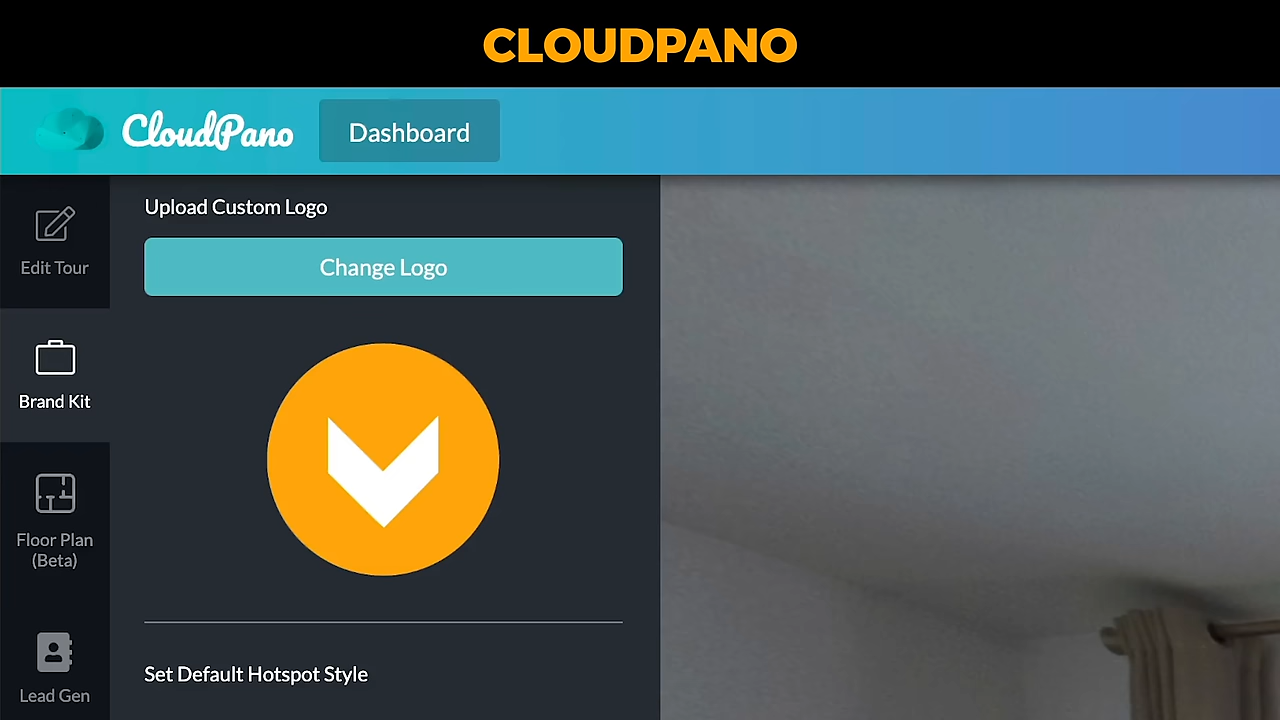 CLOUDPANO
CloudPano
Dashboard
Upload Custom Logo
Change Logo
Edit Tour
Brand Kit
Floor Plan
(Beta)
Set Default Hotspot Style
Lead Gen